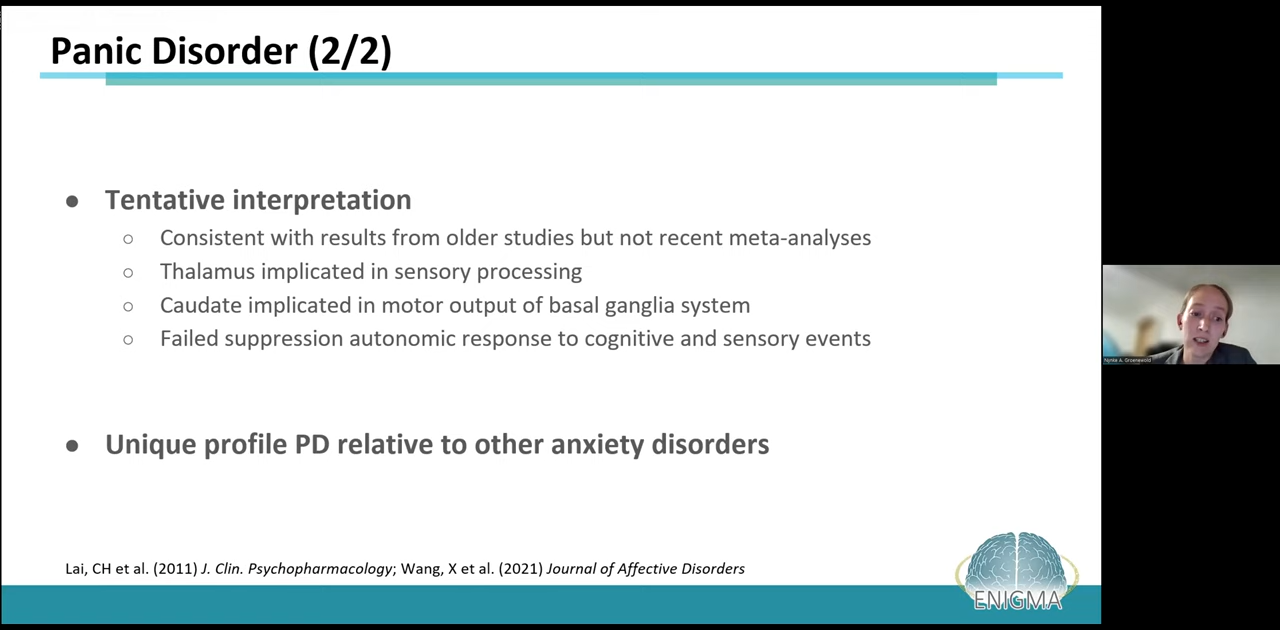 Panic Disorder (2/2)
● Tentative interpretation
○ Consistent with results from older studies but not recent meta-analyses
○ Thalamus implicated in sensory processing
○ Caudate implicated in motor output of basal ganglia system
○ Failed suppression autonomic response to cognitive and sensory events
● Unique profile PD relative to other anxiety disorders
Lai, CH et al. (2011) J. Clin. Psychopharmacology; Wang, X et al. (2021) Journal of Affective Disorders
ENIGMA
Nynke A. Groenewold